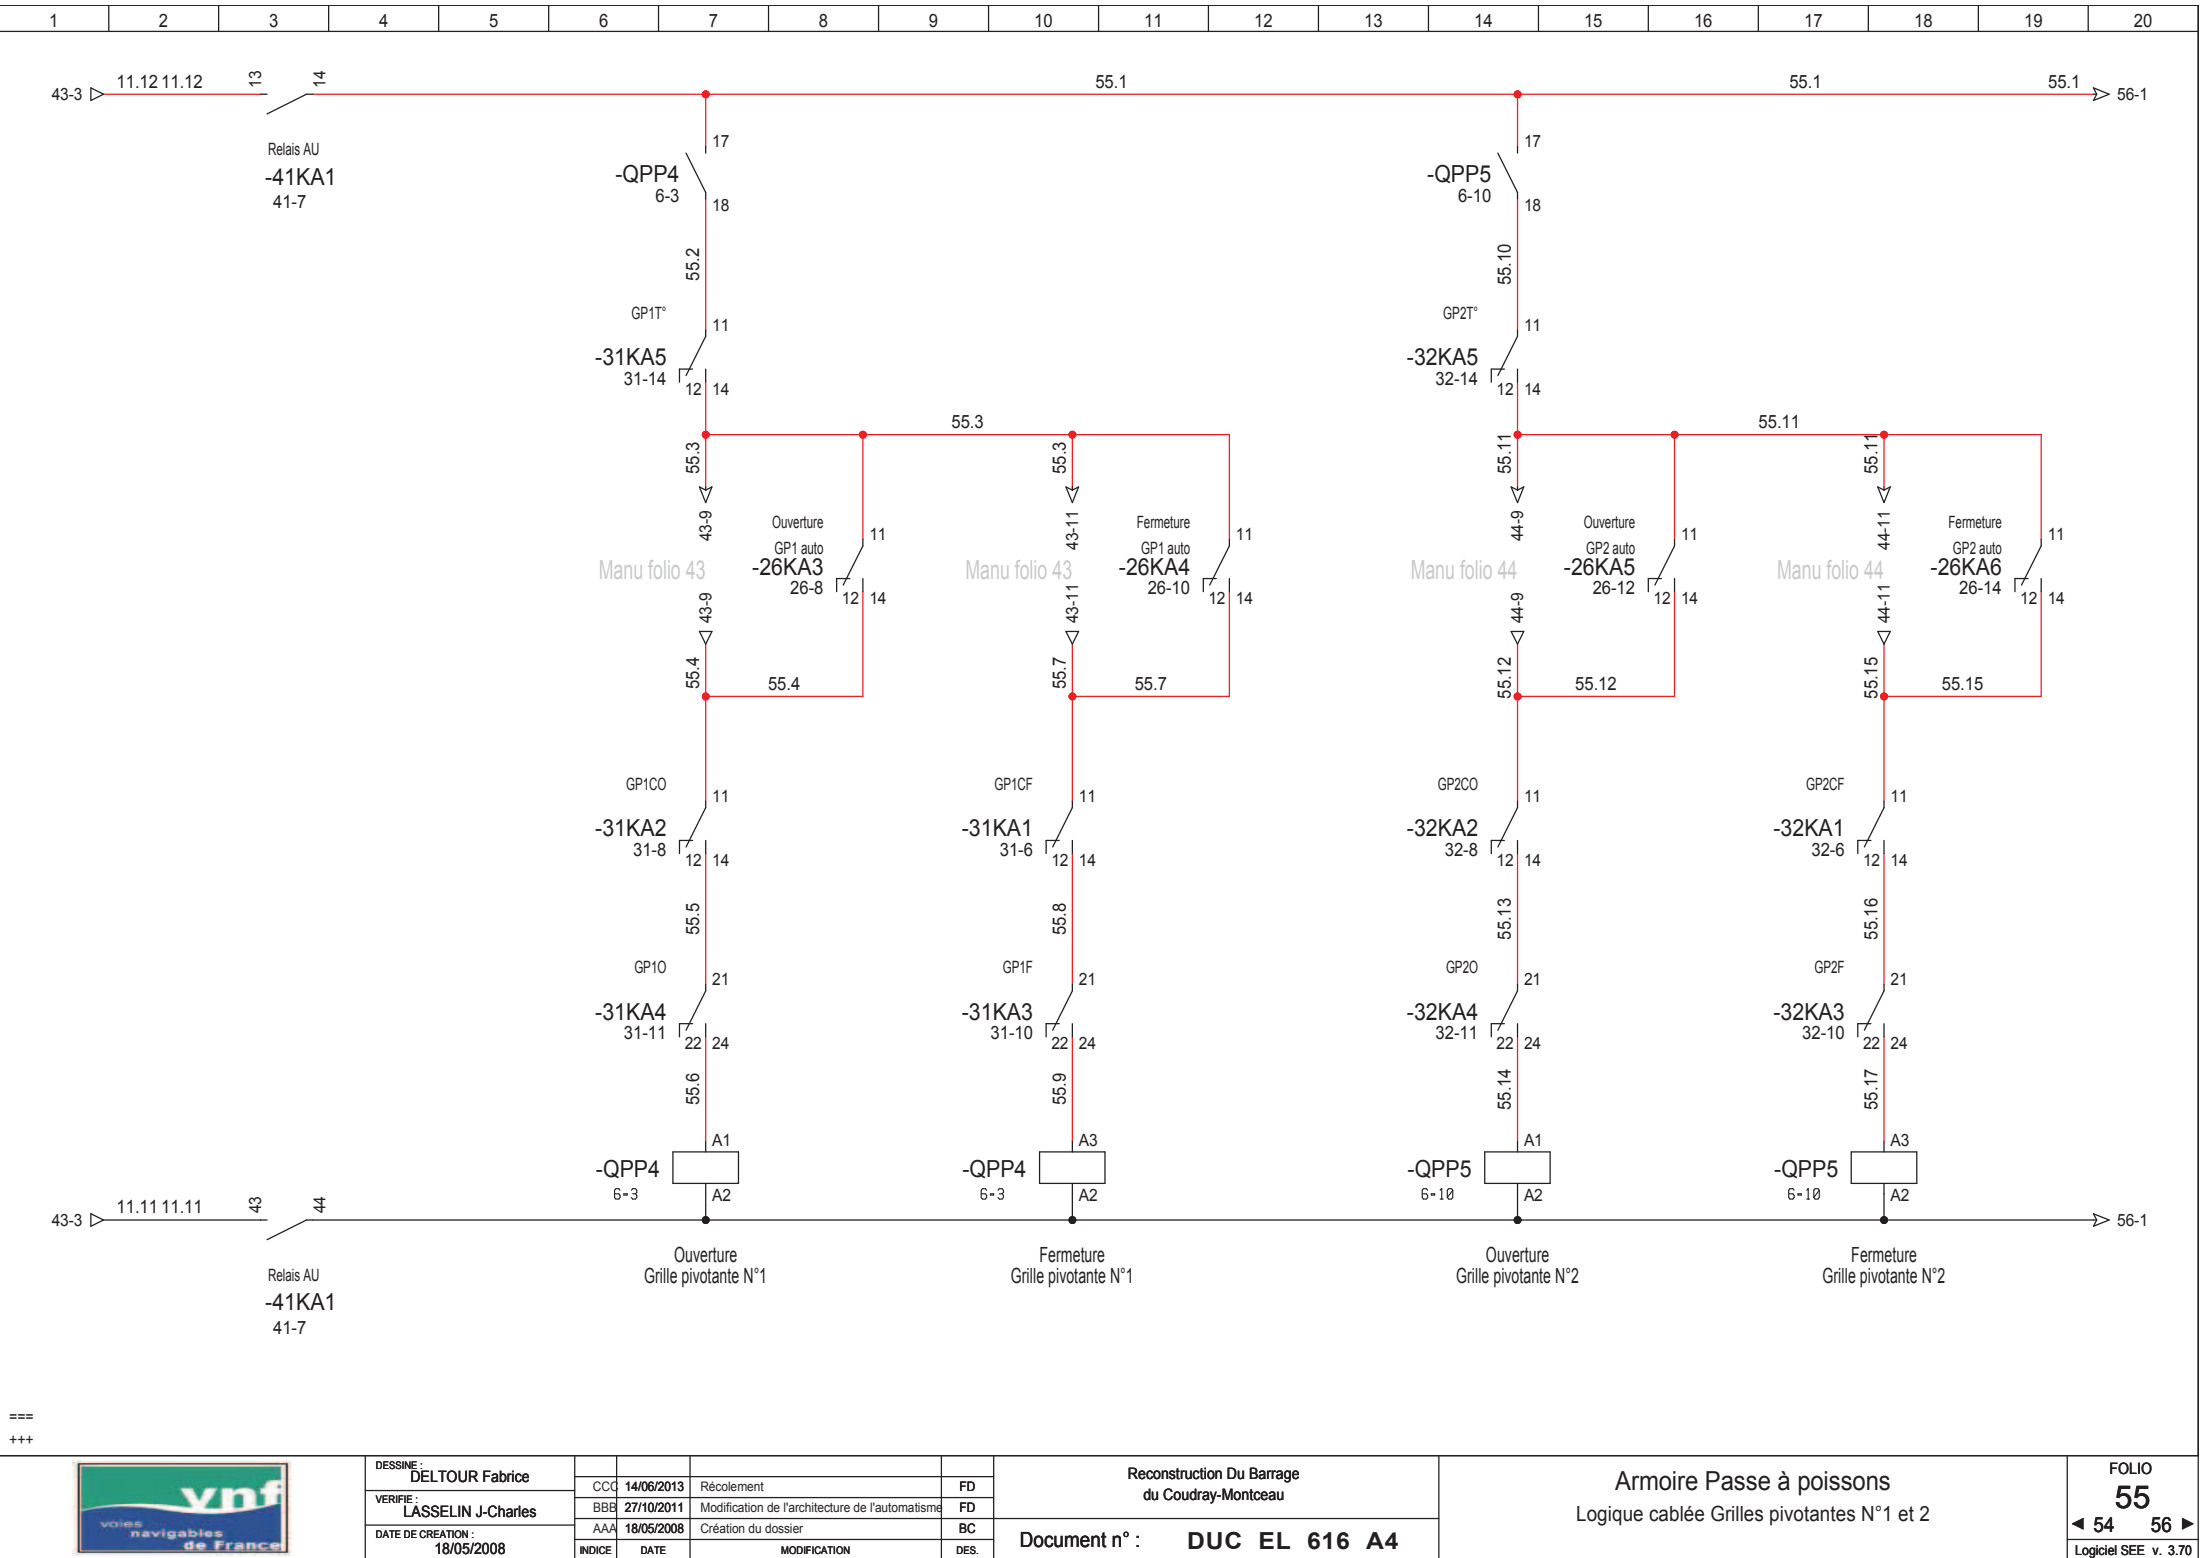 1 2 3 4 5 6 7 8 9 10 11 12 13 14 15 16 17 18 19 20
43-3 11.12 11.12 13 14 55.1 55.1 55.1 56-1
Relais AU
-41KA1
41-7
17 17
-QPP4 -QPP5
6-3 6-10
18 18
55.2 55.10
GP1T° GP2T°
11 11
-31KA5 -32KA5
31-14 32-14
12 14 12 14
55.3 55.11
55.3 55.3 55.11 55.11
43-9 43-11 44-9 44-11
Ouverture Fermeture Ouverture Fermeture
11 11 11 11
GP1 auto GP1 auto GP2 auto GP2 auto
Manu folio 43 -26KA3 Manu folio 43 -26KA4 Manu folio 44 -26KA5 Manu folio 44 -26KA6
26-8 26-10 26-12 26-14
12 14 12 14 12 14 12 14
43-9 43-11 44-9 44-11
55.4 55.7 55.12 55.15
55.4 55.7 55.12 55.15
GP1CO GP1CF GP2CO GP2CF
11 11 11 11
-31KA2 -31KA1 -32KA2 -32KA1
31-8 31-6 32-8 32-6
12 14 12 14 12 14 12 14
55.5 55.8 55.13 55.16
GP1O GP1F GP2O GP2F
21 21 21 21
-31KA4 -31KA3 -32KA4 -32KA3
31-11 31-10 32-11 32-10
22 24 22 24 22 24 22 24
55.6 55.9 55.14 55.17
A1 A3 A1 A3
-QPP4 -QPP4 -QPP5 -QPP5
6-3 6-3 6-10 6-10
A2 A2 A2 A2
43-3 11.11 11.11 43 44 56-1
Ouverture Fermeture Ouverture Fermeture
Grille pivotante N°1 Grille pivotante N°1 Grille pivotante N°2 Grille pivotante N°2
Relais AU
-41KA1
41-7
===
+++
vnf
voies
navigables
de France
DESSINE :
DELTOUR Fabrice
VERIFIE :
LASSELIN J-Charles
DATE DE CREATION :
18/05/2008
CCC 14/06/2013 Récolement FD
BBB 27/10/2011 Modification de l'architecture de l'automatisme FD
AAA 18/05/2008 Création du dossier BC
INDICE DATE MODIFICATION DES.
Reconstruction Du Barrage
du Coudray-Montceau
Document n° : DUC EL 616 A4
Armoire Passe à poissons
Logique cablée Grilles pivotantes N°1 et 2
FOLIO
55
54 56
Logiciel SEE v. 3.70